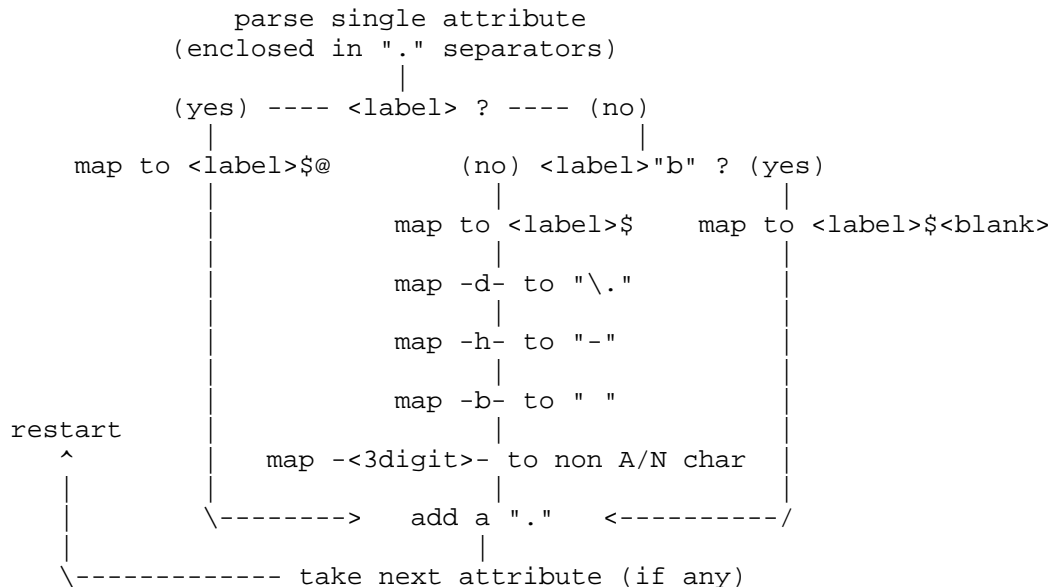 parse single attribute
(enclosed in "." separators)
|
(yes) ---- <label> ? ---- (no)
|                             |
map to <label>$@        (no) <label>"b" ? (yes)
|                 |                 |
|           map to <label>$    map to <label>$<blank>
|                 |                 |
|           map -d- to "\."         |
|                 |                 |
|           map -h- to "-"          |
|                 |                 |
|           map -b- to " "          |
restart     |                 |                 |
^       |   map -<3digit>- to non A/N char  |
|       |                 |                 |
|       \-------->   add a "."   <----------/
|                         |
\------------- take next attribute (if any)